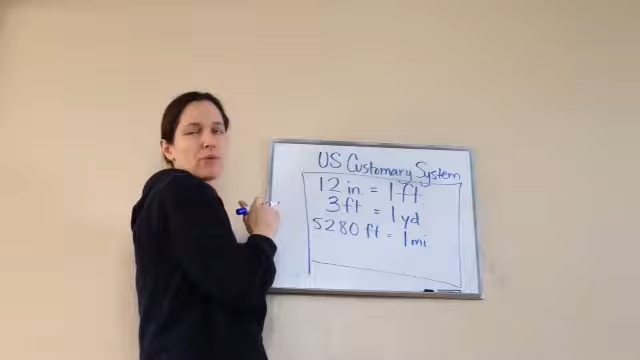 US Customary System
12 in. = 1 ft
3 ft = 1 yd
5280 ft = 1 mi